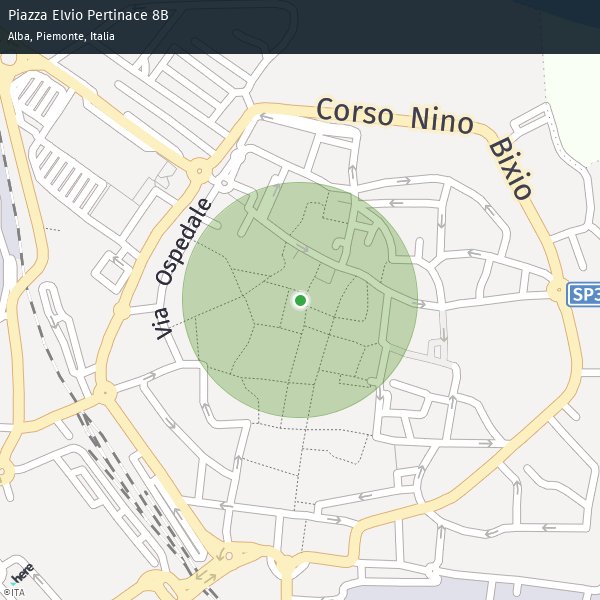 Piazza Elvio Pertinace 8B
Alba, Piemonte, Italia
Corso Nino Bixio
Via Ospedale
SP3
here
©ITA